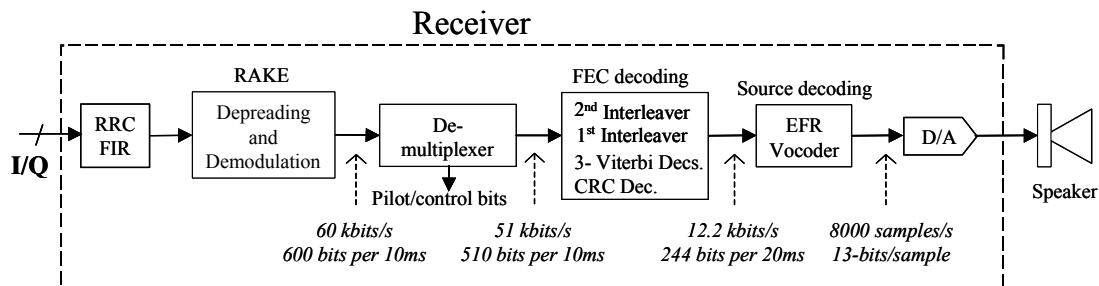 Receiver
RAKE
FEC decoding
Source decoding
I/Q
RRC
FIR
Depreading
and
Demodulation
De-
multiplexer
Pilot/control bits
2nd Interleaver
1st Interleaver
3- Viterbi Decs.
CRC Dec.
EFR
Vocoder
D/A
Speaker
60 kbits/s
600 bits per 10ms
51 kbits/s
510 bits per 10ms
12.2 kbits/s
244 bits per 20ms
8000 samples/s
13-bits/sample